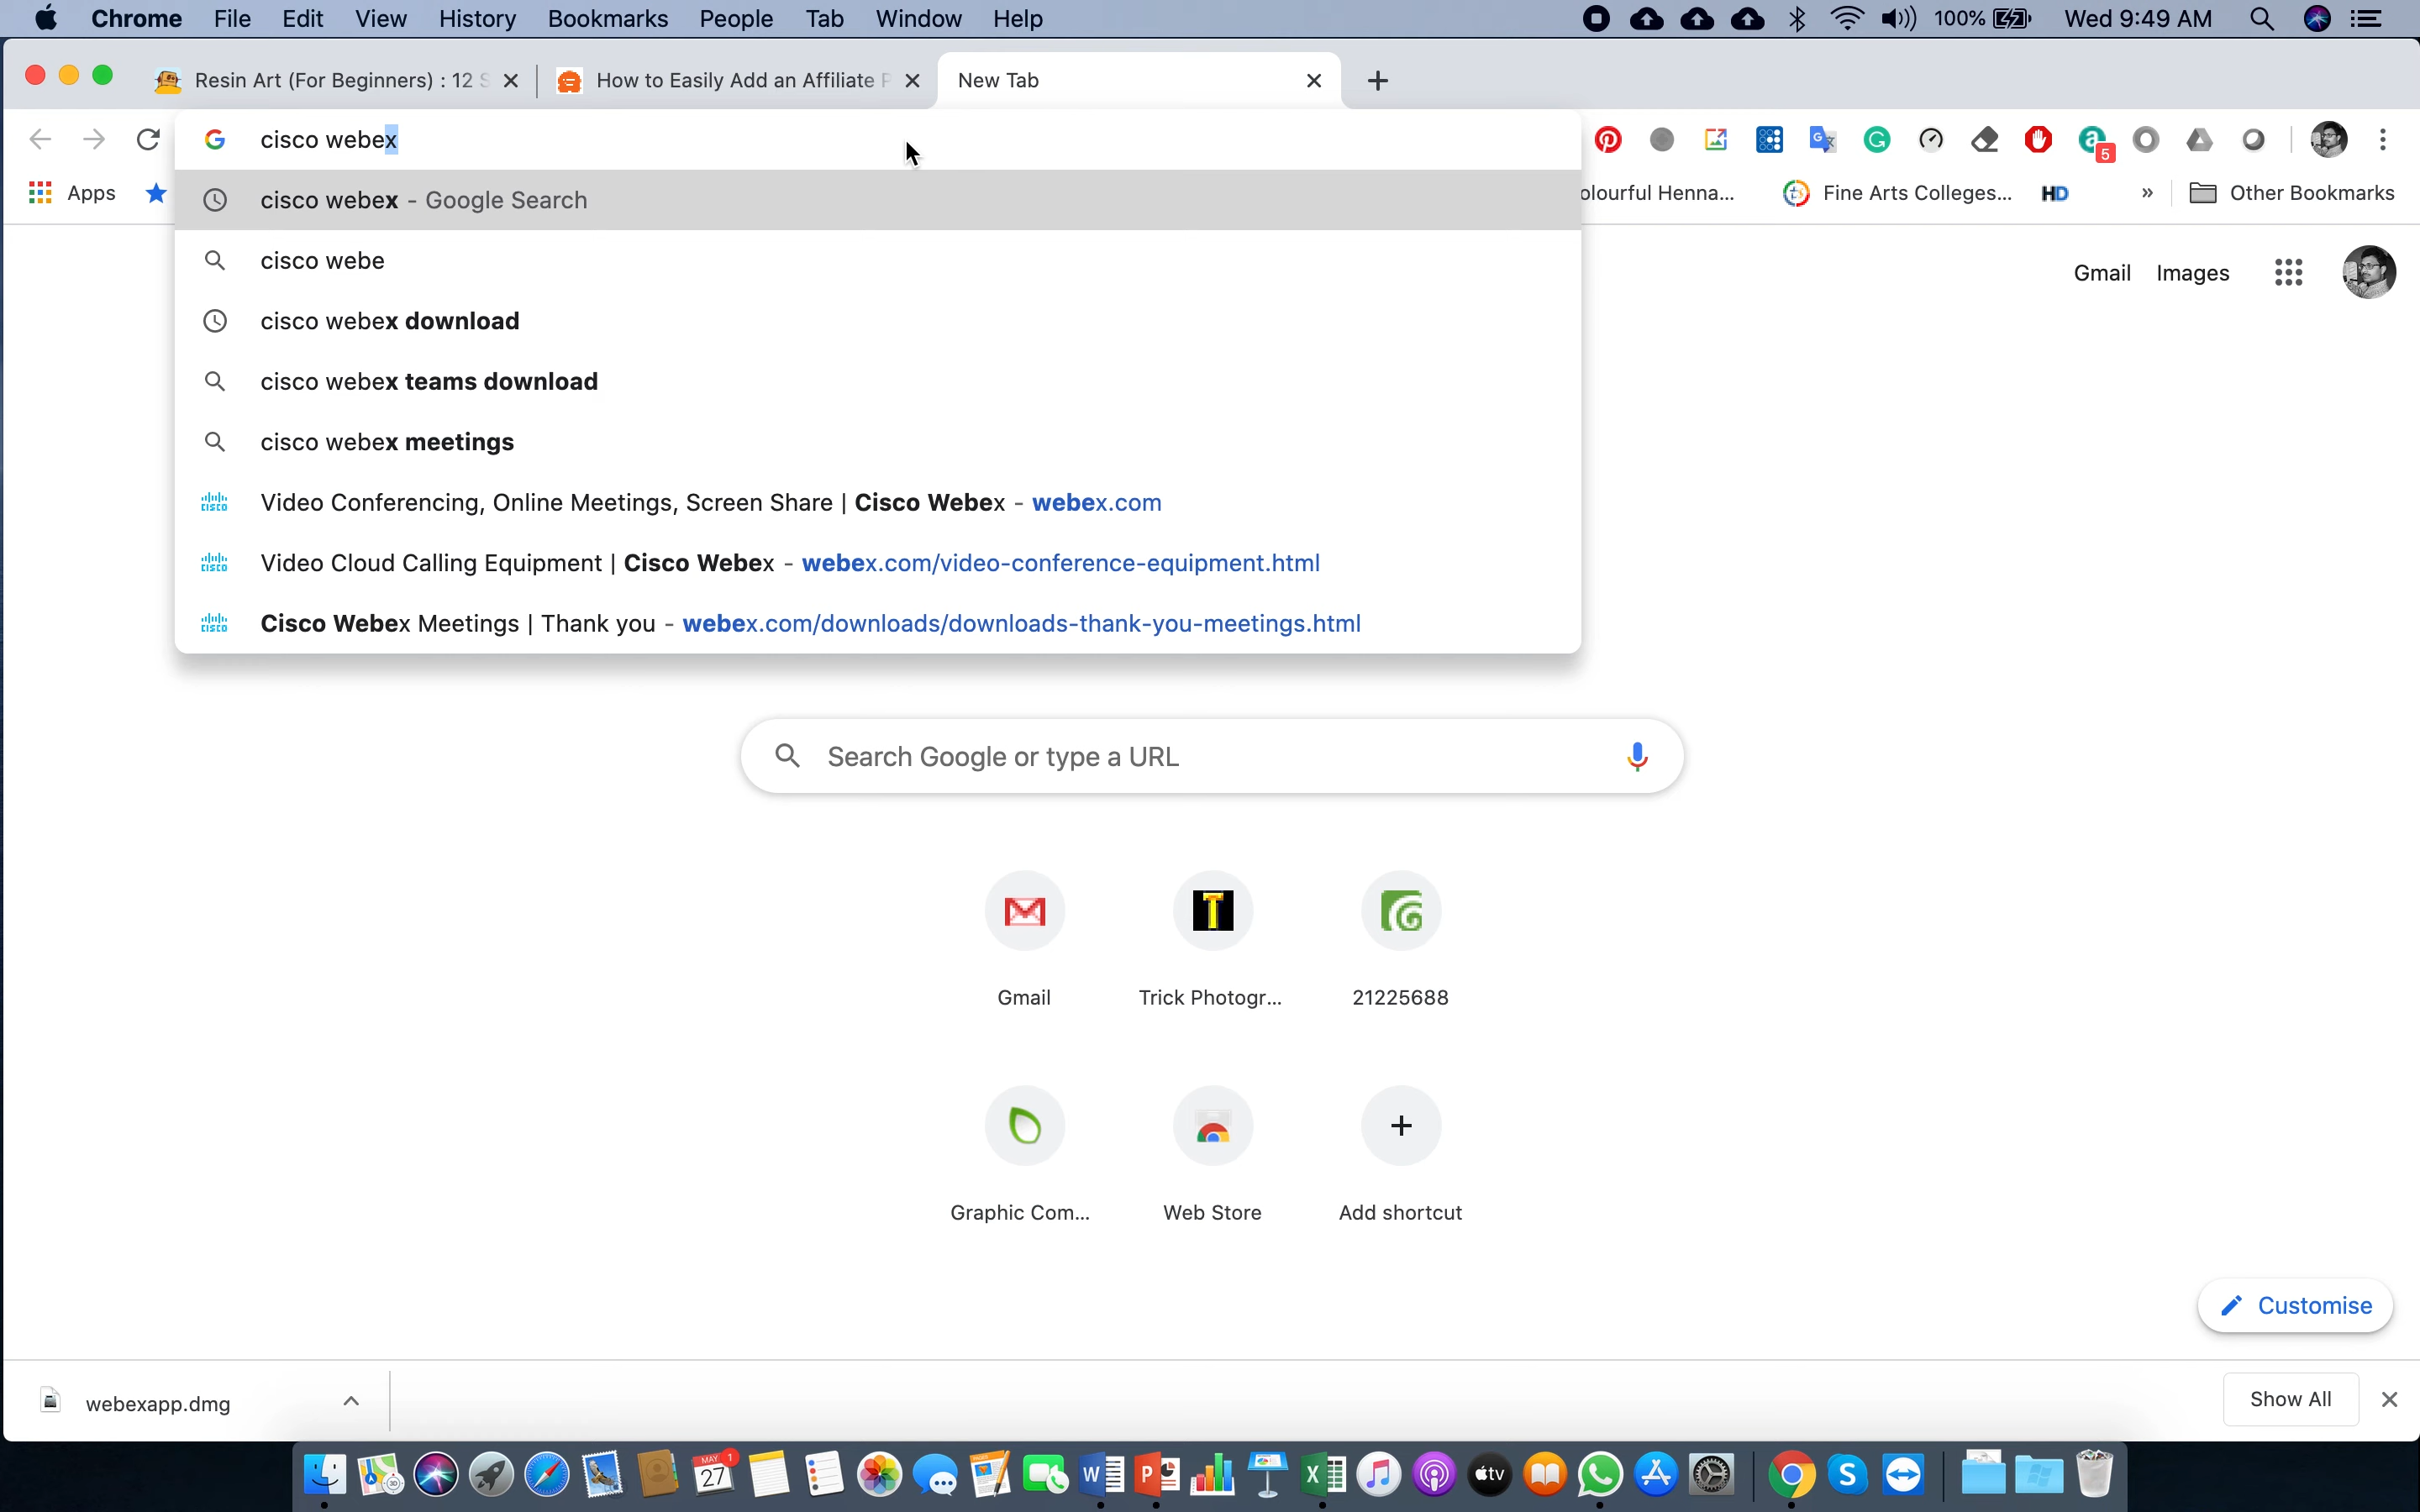 Chrome File Edit View History Bookmarks People Tab Window Help 100% Wed 9:49 AM
Resin Art (For Beginners) : 12 S How to Easily Add an Affiliate P New Tab
cisco webex
5
Apps olourful Henna... Fine Arts Colleges... HD » Other Bookmarks
cisco webex - Google Search
cisco webe
Gmail Images
cisco webex download
cisco webex teams download
cisco webex meetings
Video Conferencing, Online Meetings, Screen Share | Cisco Webex - webex.com
Video Cloud Calling Equipment | Cisco Webex - webex.com/video-conference-equipment.html
Cisco Webex Meetings | Thank you - webex.com/downloads/downloads-thank-you-meetings.html
Search Google or type a URL
Gmail Trick Photogr... 21225688
Graphic Com... Web Store Add shortcut
Customise
webexapp.dmg Show All
MAY 27 1 tv